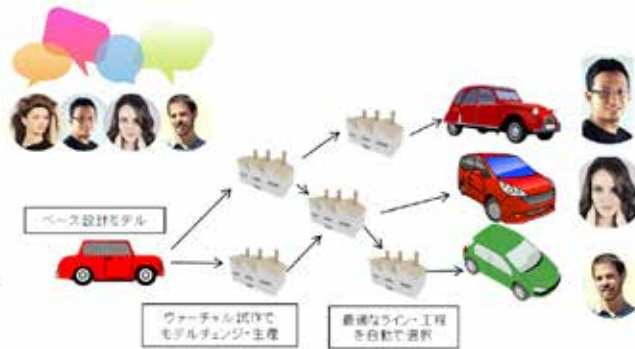 ベース設計モデル
ヴァーチャル試作で
モデルチェンジ・生産
最適なライン・工程
を自動で選択